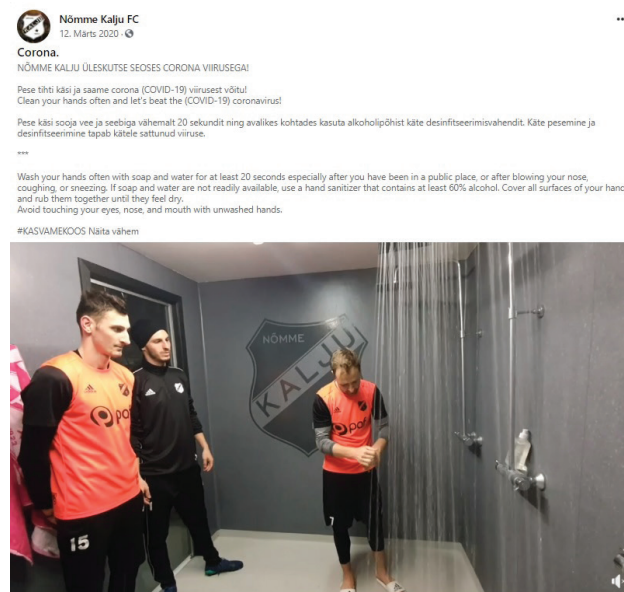 Nõmme Kalju FC
12. Märts 2020 ·
Corona.
NÕMME KALJU ÜLESKUTSE SEOSES CORONA VIIRUSEGA!
Pese tihti käsi ja saame corona (COVID-19) viirusest võitu!
Clean your hands often and let's beat the (COVID-19) coronavirus!
Pese käsi sooja vee ja seebiga vähemalt 20 sekundit ning avalikes kohtades kasuta alkoholipõhist käte desinfitseerimisvahendit. Käte pesemine ja
desinfitseerimine tapab kätele sattunud viiruse.
***
Wash your hands often with soap and water for at least 20 seconds especially after you have been in a public place, or after blowing your nose,
coughing, or sneezing. If soap and water are not readily available, use a hand sanitizer that contains at least 60% alcohol. Cover all surfaces of your hand
and rub them together until they feel dry.
Avoid touching your eyes, nose, and mouth with unwashed hands.
#KASVAMEKOOS Näita vähem
NÕMME
KALJU
adidas
15
7